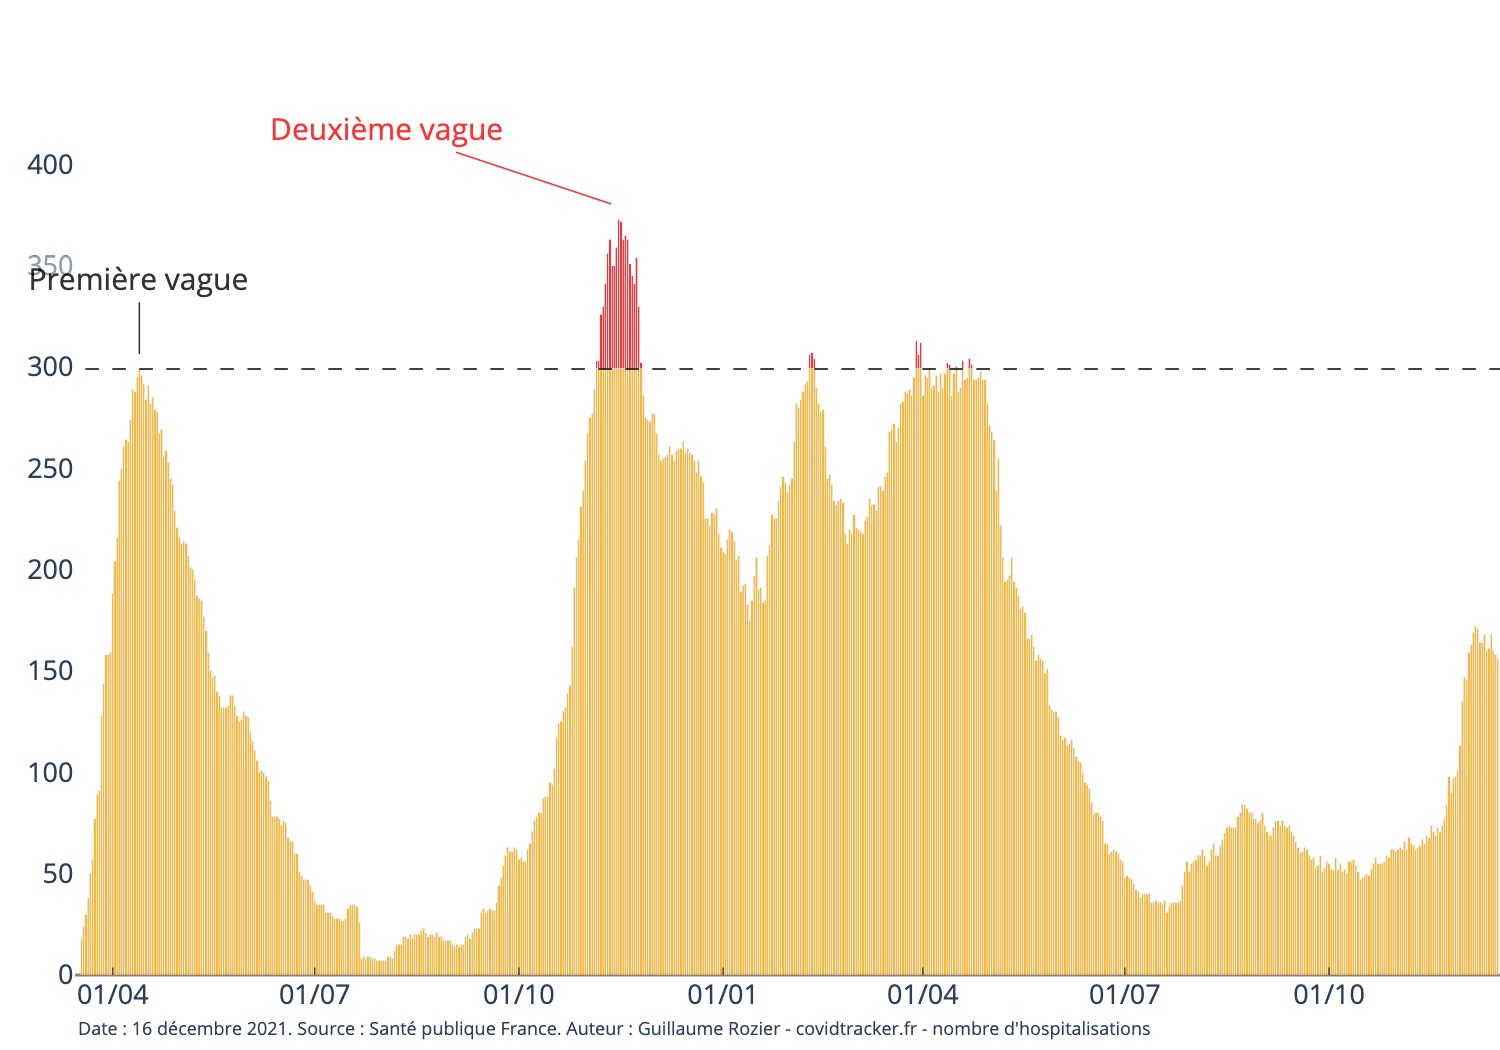 Deuxième vague
400
350
Première vague
300
250
200
150
100
50
0
01/04 01/07 01/10 01/01 01/04 01/07 01/10
Date : 16 décembre 2021. Source : Santé publique France. Auteur : Guillaume Rozier - covidtracker.fr - nombre d'hospitalisations